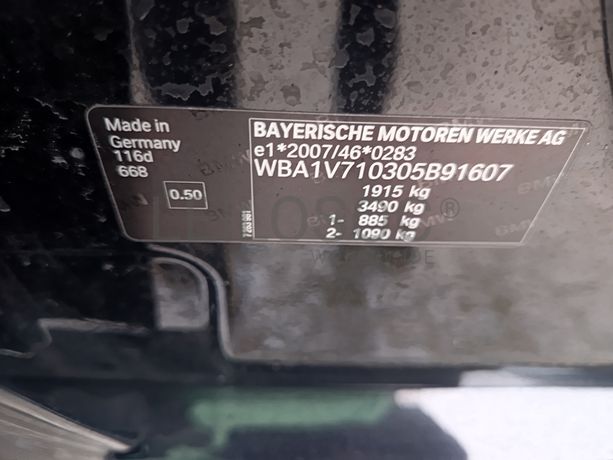 Made in
Germany
116d
668
0.50
BAYERISCHE MOTOREN WERKE AG
e1*2007/46*0283
WBA1V710305B91607
1915 kg
3490 kg
1- 885 kg
2- 1090 kg